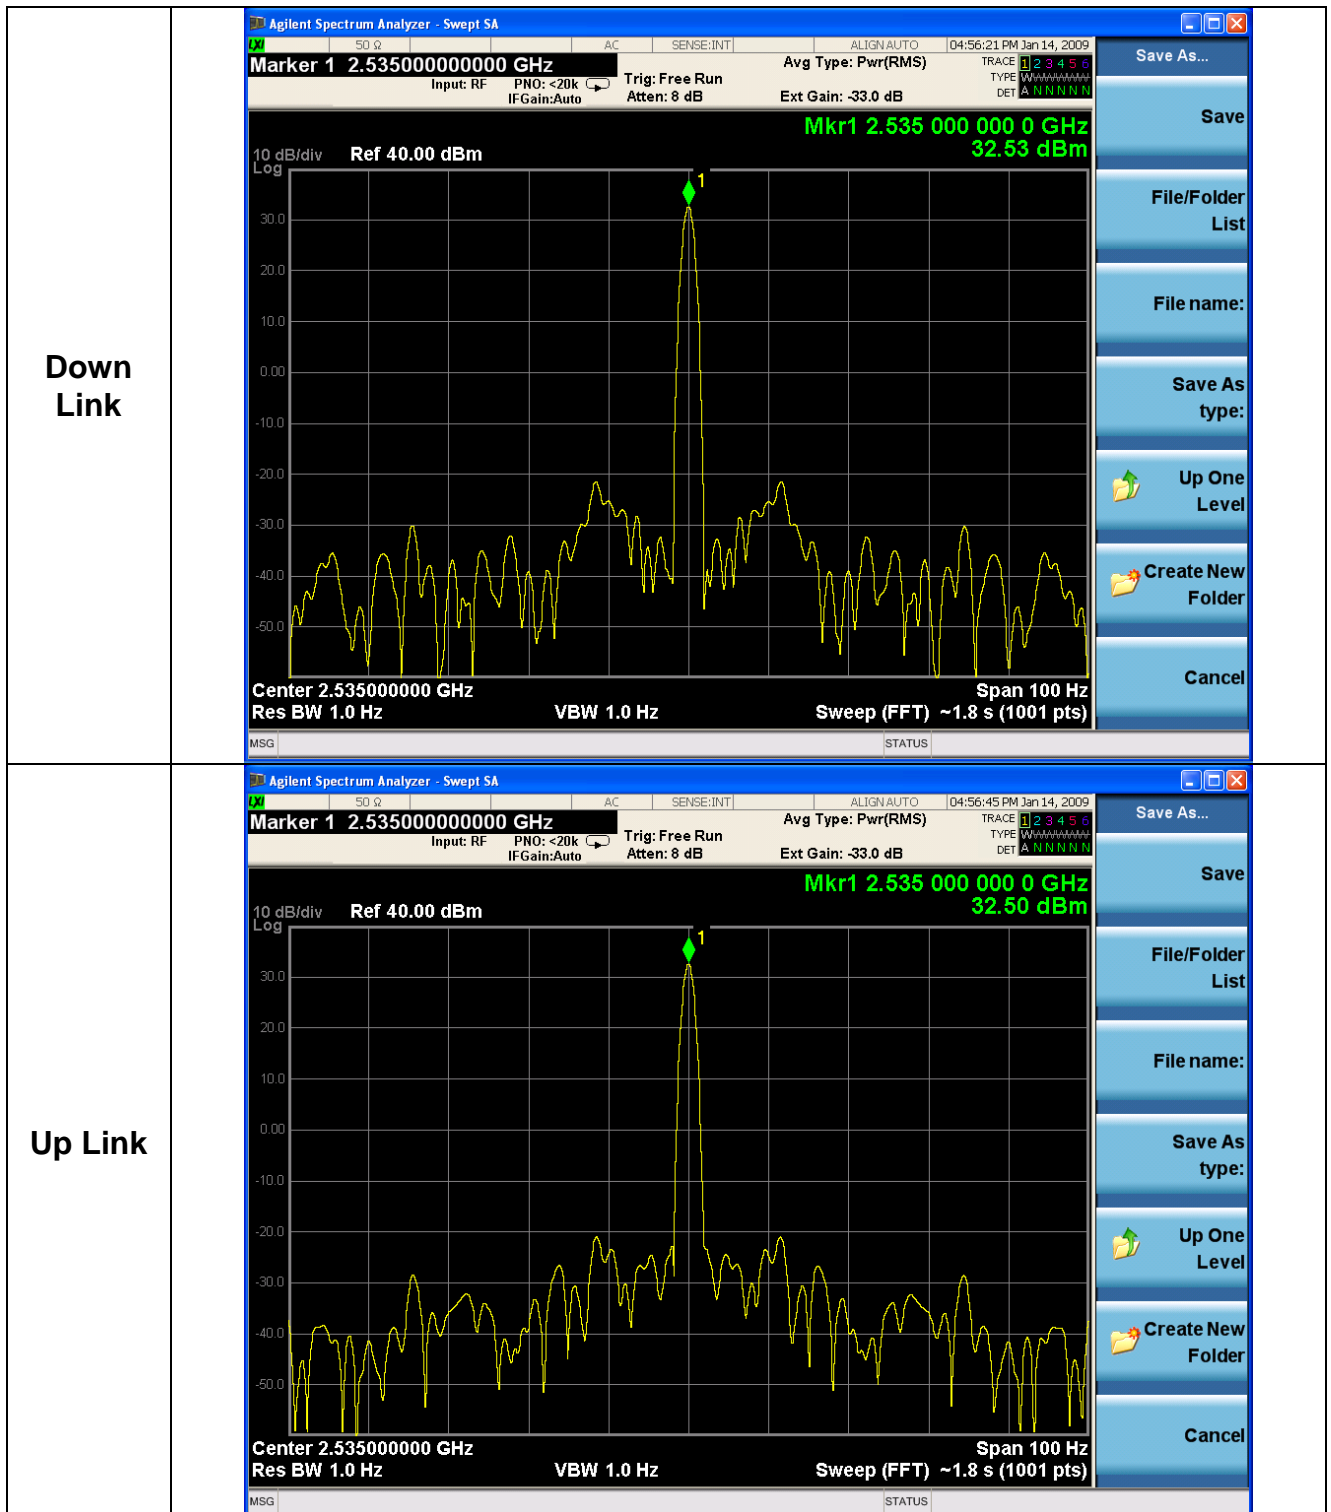 Down
Link
Agilent Spectrum Analyzer - Swept SA
LXI 50 Ω AC SENSE:INT ALIGN AUTO 04:56:21 PM Jan 14, 2009
Marker 1 2.535000000000 GHz
Avg Type: Pwr(RMS)
TRACE 1 2 3 4 5 6
TYPE
DET A N N N N N
Input: RF PNO: <20k Trig: Free Run
IFGain:Auto Atten: 8 dB Ext Gain: -33.0 dB
Mkr1 2.535 000 000 0 GHz
32.53 dBm
10 dB/div Ref 40.00 dBm
Log
1
30.0
20.0
10.0
0.00
-10.0
-20.0
-30.0
-40.0
-50.0
Center 2.535000000 GHz Span 100 Hz
Res BW 1.0 Hz VBW 1.0 Hz Sweep (FFT) ~1.8 s (1001 pts)
MSG STATUS
Save As...
Save
File/Folder
List
File name:
Save As
type:
Up One
Level
Create New
Folder
Cancel
Up Link
Agilent Spectrum Analyzer - Swept SA
LXI 50 Ω AC SENSE:INT ALIGN AUTO 04:56:45 PM Jan 14, 2009
Marker 1 2.535000000000 GHz
Avg Type: Pwr(RMS)
TRACE 1 2 3 4 5 6
TYPE
DET A N N N N N
Input: RF PNO: <20k Trig: Free Run
IFGain:Auto Atten: 8 dB Ext Gain: -33.0 dB
Mkr1 2.535 000 000 0 GHz
32.50 dBm
10 dB/div Ref 40.00 dBm
Log
1
30.0
20.0
10.0
0.00
-10.0
-20.0
-30.0
-40.0
-50.0
Center 2.535000000 GHz Span 100 Hz
Res BW 1.0 Hz VBW 1.0 Hz Sweep (FFT) ~1.8 s (1001 pts)
MSG STATUS
Save As...
Save
File/Folder
List
File name:
Save As
type:
Up One
Level
Create New
Folder
Cancel